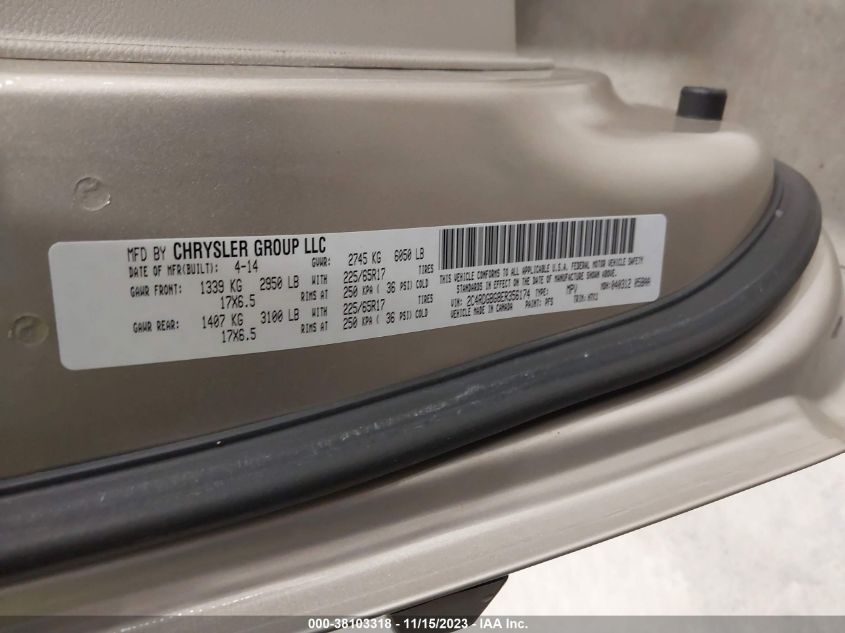 MFD BY CHRYSLER GROUP LLC
DATE OF MFR(BUILT): 4-14 GVWR: 2745 KG 6050 LB
GAWR FRONT: 1339 KG 2950 LB WITH 225/65R17 TIRES
17X6.5 RIMS AT 250 KPA ( 36 PSI) COLD
GAWR REAR: 1407 KG 3100 LB WITH 225/65R17 TIRES
17X6.5 RIMS AT 250 KPA ( 36 PSI) COLD
THIS VEHICLE CONFORMS TO ALL APPLICABLE U.S.A. FEDERAL MOTOR VEHICLE SAFETY
STANDARDS IN EFFECT ON THE DATE OF MANUFACTURE SHOWN ABOVE.
VIN: 2C4RDGBG8ER356174 TYPE: MPV MDH: 040312 058AA
VEHICLE MADE IN CANADA PAINT: PFS TRIM:
000-38103318 - 11/15/2023 - IAA Inc.